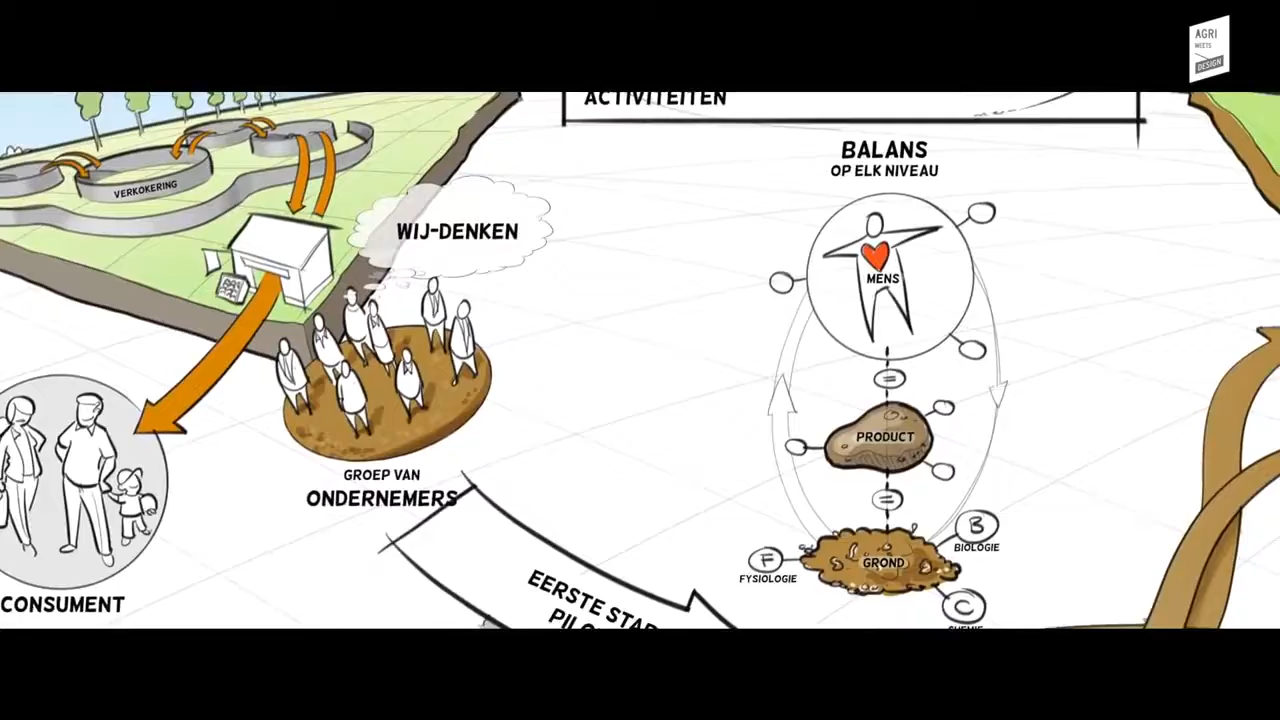 AGRI
MEETS
DESIGN
ACTIVITEITEN
BALANS
OP ELK NIVEAU
VERKOKERING
WIJ-DENKEN
MENS
=
PRODUCT
=
GROEP VAN
ONDERNEMERS
B
BIOLOGIE
F
FYSIOLOGIE
GROND
C
CONSUMENT
EERSTE